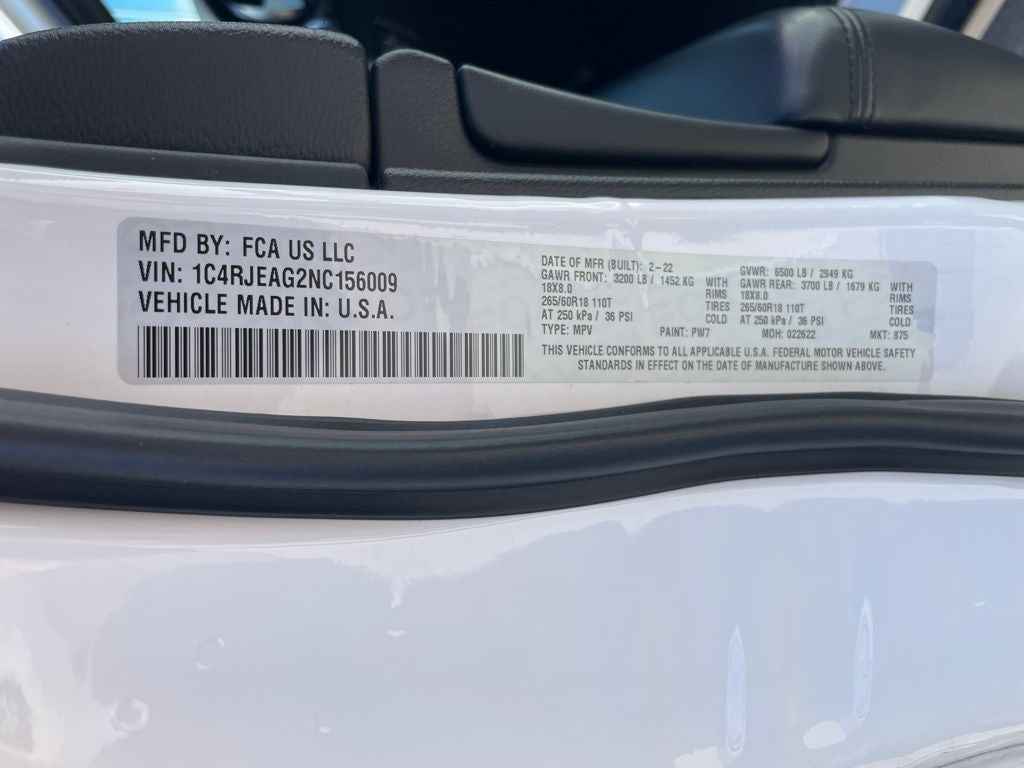 MFD BY: FCA US LLC
VIN: 1C4RJEAG2NC156009
VEHICLE MADE IN: U.S.A.
DATE OF MFR (BUILT): 2-22 GVWR: 6500 LB / 2949 KG
GAWR FRONT: 3200 LB / 1452 KG WITH GAWR REAR: 3700 LB / 1679 KG WITH
18X8.0 RIMS 18X8.0 RIMS
265/60R18 110T TIRES 265/60R18 110T TIRES
AT 250 kPa / 36 PSI COLD AT 250 kPa / 36 PSI COLD
TYPE: MPV PAINT: PW7 MDH: 022622 MKT: 875
THIS VEHICLE CONFORMS TO ALL APPLICABLE U.S.A. FEDERAL MOTOR VEHICLE SAFETY
STANDARDS IN EFFECT ON THE DATE OF MANUFACTURE SHOWN ABOVE.